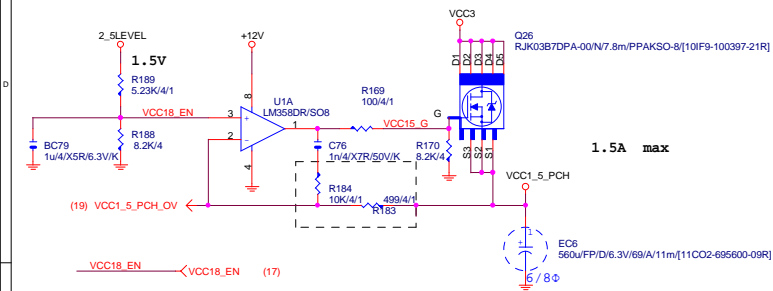 VCC3
2_5LEVEL
+12V
Q26
RJK03B7DPA-00/N/7.8m/PPAKSO-8/[10IF9-100397-21R]
D1
D2
D3
D4
D5
1.5V
D
R189
5.23K/4/1
8
U1A
LM358DR/SO8
R169
100/4/1
VCC18_EN
3
+
1
VCC15_G
G
2
-
R188
8.2K/4
BC79
1u/4/X5R/6.3V/K
4
C76
1n/4/X7R/50V/K
R170
8.2K/4
S3
S2
S1
1.5A max
R184
10K/4/1
499/4/1
R183
VCC1_5_PCH
(19) VCC1_5_PCH_OV
1
+
EC6
560u/FP/D/6.3V/69/A/11m/[11CO2-695600-09R]
VCC18_EN
VCC18_EN (17)
6/8Φ